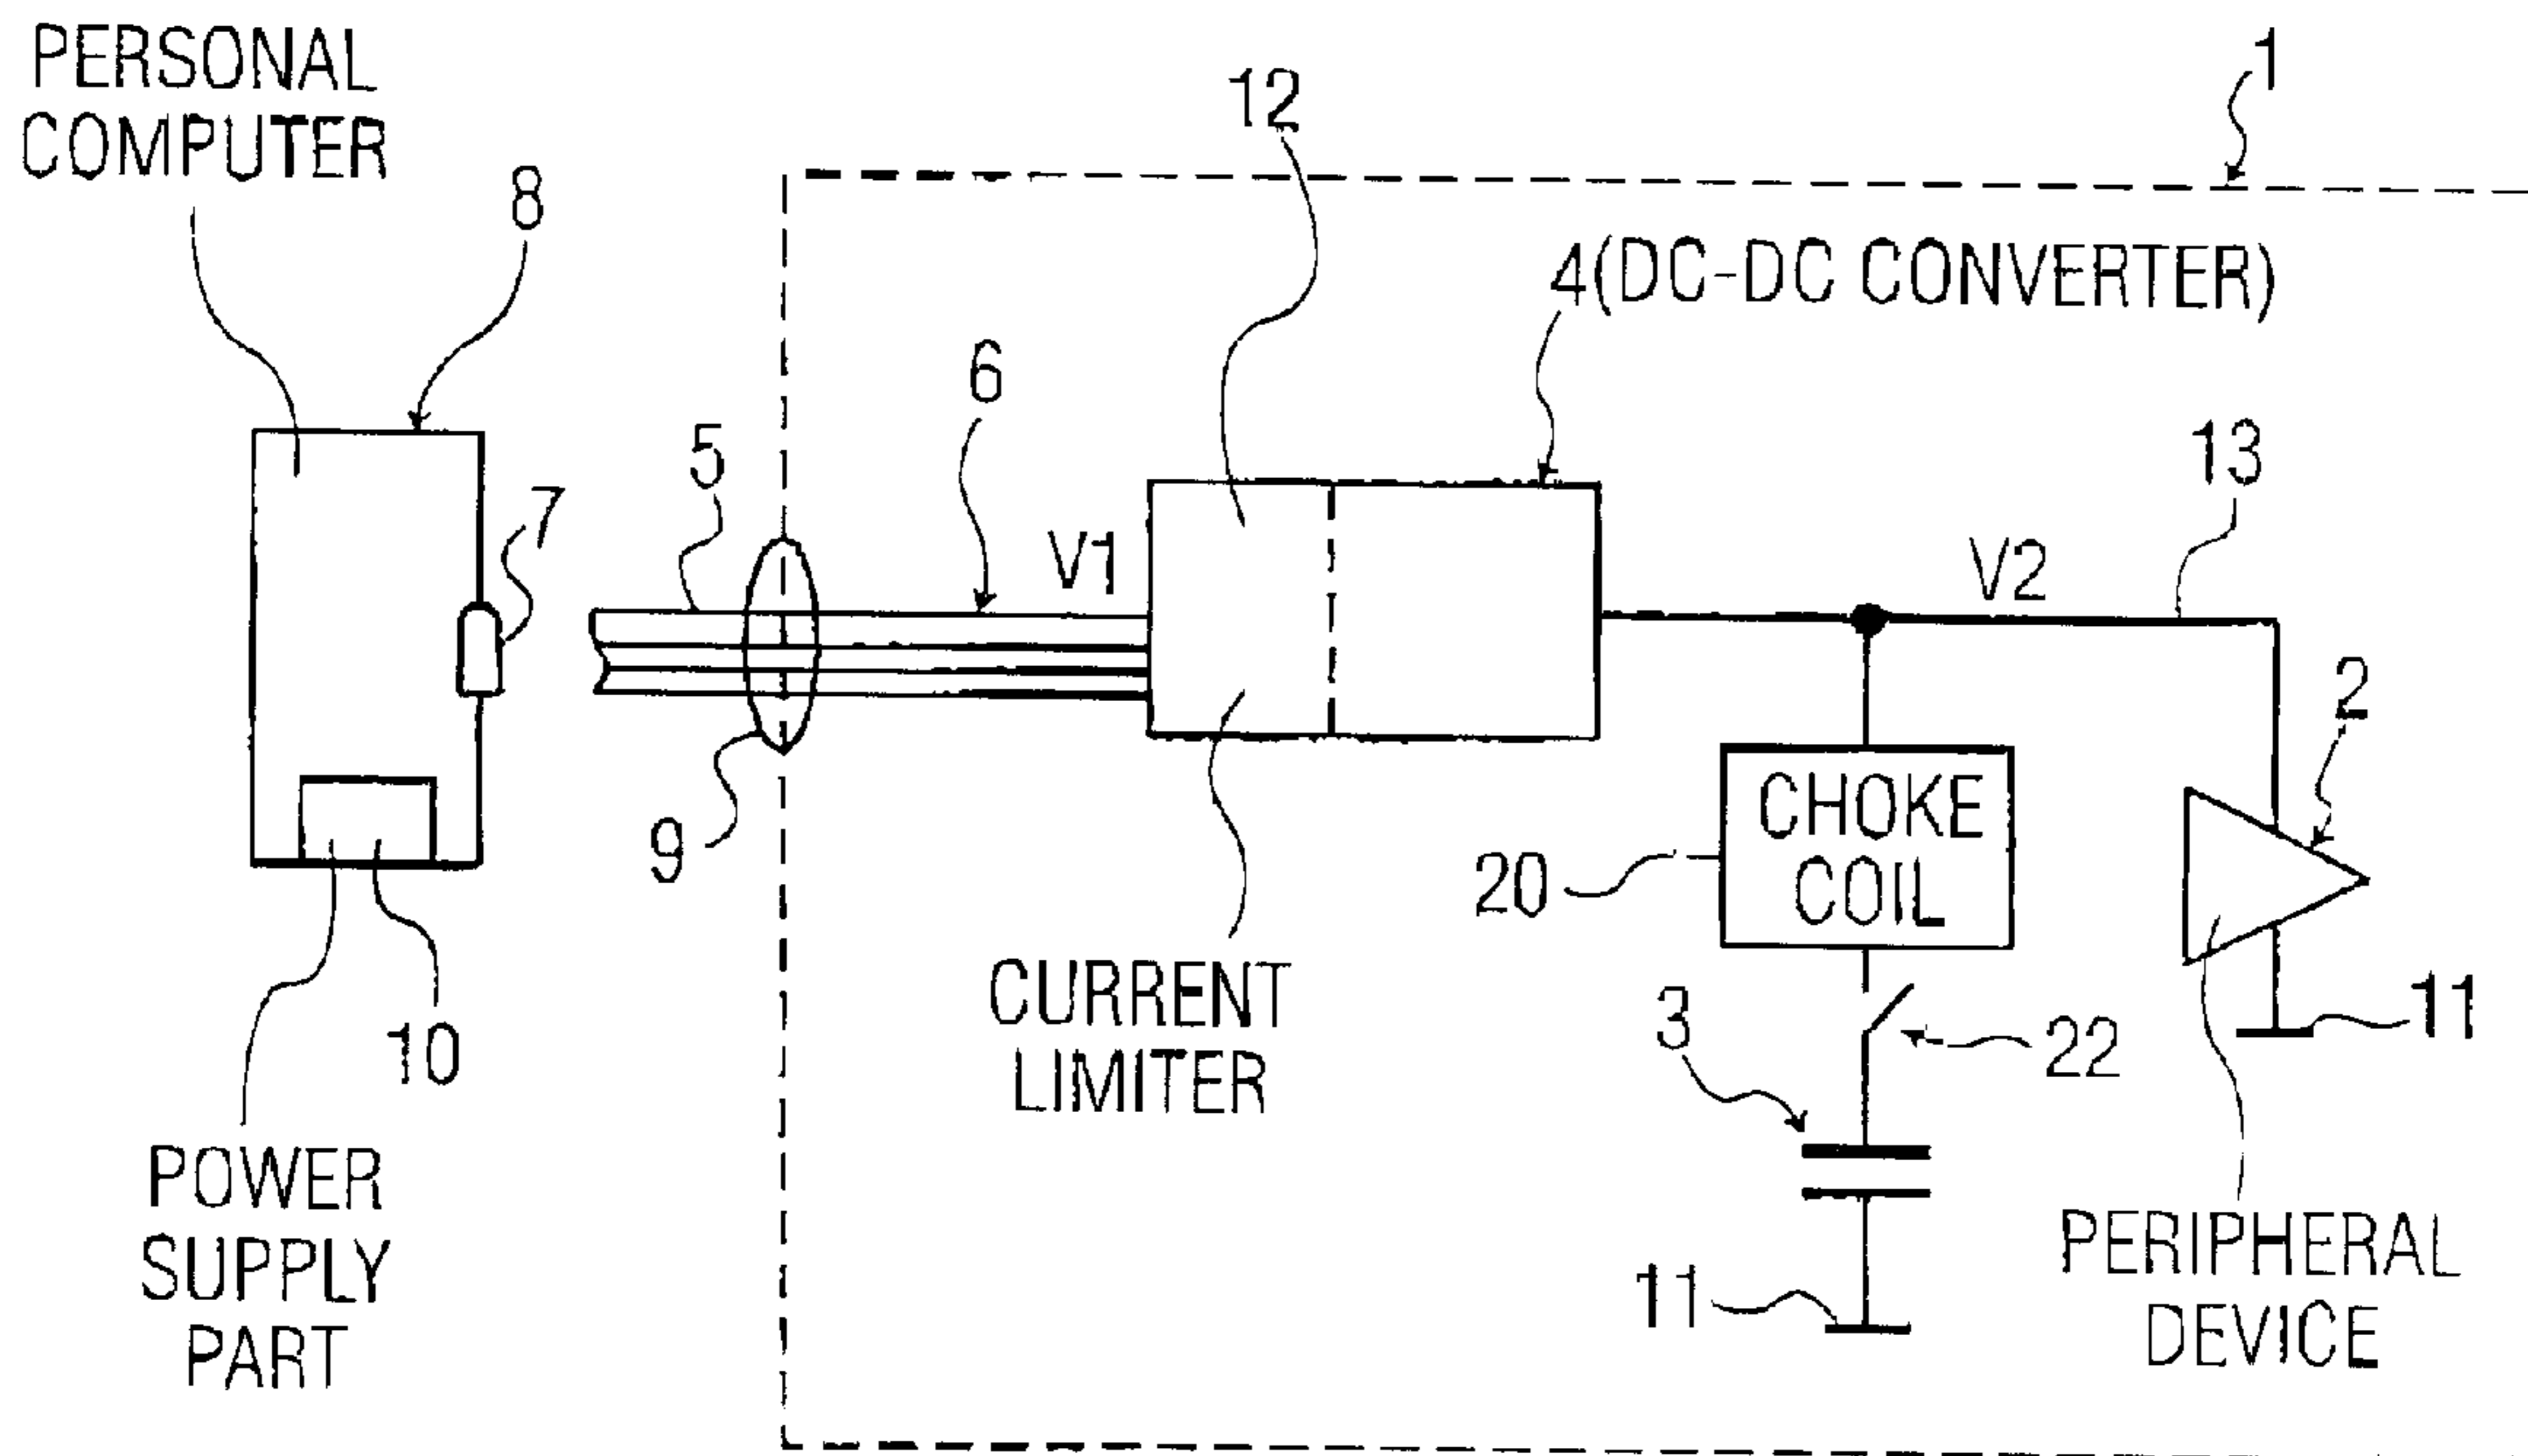 PERSONAL
COMPUTER
8
12
1
4(DC-DC CONVERTER)
6
5
7
V1
13
V2
2
9
CHOKE
COIL
20
10
CURRENT
LIMITER
3
22
11
POWER
SUPPLY
PART
11
PERIPHERAL
DEVICE